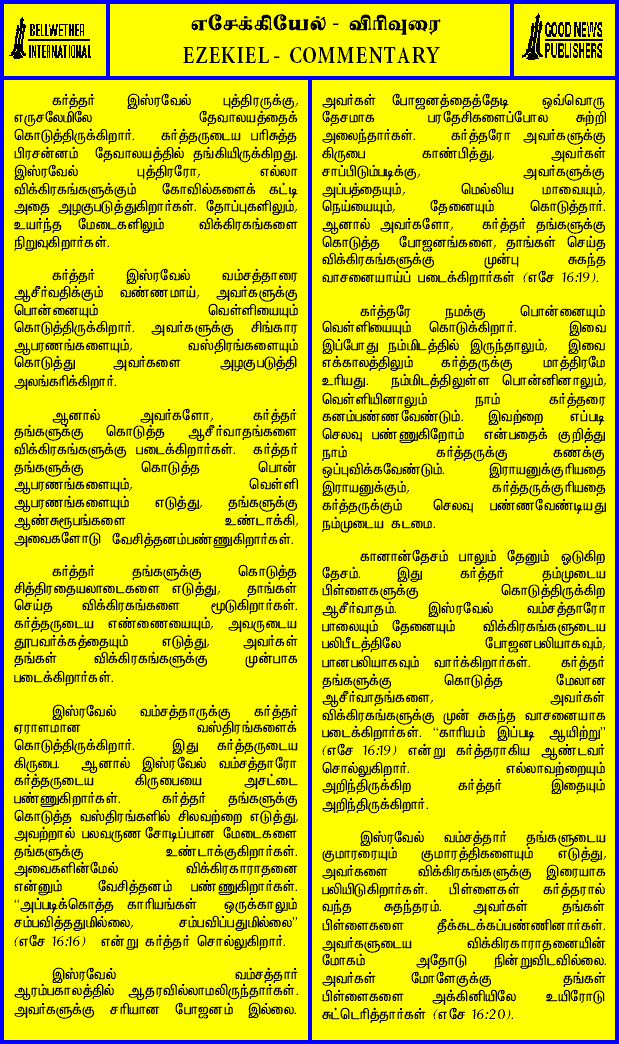 BELLWETHER
INTERNATIONAL
எசேக்கியேல் - விரிவுரை
EZEKIEL - COMMENTARY
GOOD NEWS
PUBLISHERS
கர்த்தர் இஸ்ரவேல் புத்திரருக்கு,
எருசலேமிலே தேவாலயத்தைக்
கொடுத்திருக்கிறார். கர்த்தருடைய பரிசுத்த
பிரசன்னம் தேவாலயத்தில் தங்கியிருக்கிறது.
இஸ்ரவேல் புத்திரரோ, எல்லா
விக்கிரகங்களுக்கும் கோவில்களைக் கட்டி
அதை அழகுபடுத்துகிறார்கள். தோப்புகளிலும்,
உயர்ந்த மேடைகளிலும் விக்கிரகங்களை
நிறுவுகிறார்கள்.
கர்த்தர் இஸ்ரவேல் வம்சத்தாரை
ஆசீர்வதிக்கும் வண்ணமாய், அவர்களுக்கு
பொன்னையும் வெள்ளியையும்
கொடுத்திருக்கிறார். அவர்களுக்கு சிங்கார
ஆபரணங்களையும், வஸ்திரங்களையும்
கொடுத்து அவர்களை அழகுபடுத்தி
அலங்கரிக்கிறார்.
ஆனால் அவர்களோ, கர்த்தர்
தங்களுக்கு கொடுத்த ஆசீர்வாதங்களை
விக்கிரகங்களுக்கு படைக்கிறார்கள். கர்த்தர்
தங்களுக்கு கொடுத்த பொன்
ஆபரணங்களையும், வெள்ளி
ஆபரணங்களையும் எடுத்து, தங்களுக்கு
ஆண்சுரூபங்களை உண்டாக்கி,
அவைகளோடு வேசித்தனம்பண்ணுகிறார்கள்.
கர்த்தர் தங்களுக்கு கொடுத்த
சித்திரதையலாடைகளை எடுத்து, தாங்கள்
செய்த விக்கிரகங்களை மூடுகிறார்கள்.
கர்த்தருடைய எண்ணையையும், அவருடைய
தூபவர்க்கத்தையும் எடுத்து, அவர்கள்
தங்கள் விக்கிரகங்களுக்கு முன்பாக
படைக்கிறார்கள்.
இஸ்ரவேல் வம்சத்தாருக்கு கர்த்தர்
ஏராளமான வஸ்திரங்களைக்
கொடுத்திருக்கிறார். இது கர்த்தருடைய
கிருபை. ஆனால் இஸ்ரவேல் வம்சத்தாரோ
கர்த்தருடைய கிருபையை அசட்டை
பண்ணுகிறார்கள். கர்த்தர் தங்களுக்கு
கொடுத்த வஸ்திரங்களில் சிலவற்றை எடுத்து,
அவற்றால் பலவருண சோடிப்பான மேடைகளை
தங்களுக்கு உண்டாக்குகிறார்கள்.
அவைகளின்மேல் விக்கிரகாராதனை
என்னும் வேசித்தனம் பண்ணுகிறார்கள்.
“அப்படிக்கொத்த காரியங்கள் ஒருக்காலும்
சம்பவித்ததுமில்லை, சம்பவிப்பதுமில்லை”
(எசே 16:16) என்று கர்த்தர் சொல்லுகிறார்.
இஸ்ரவேல் வம்சத்தார்
ஆரம்பகாலத்தில் ஆதரவில்லாமலிருந்தார்கள்.
அவர்களுக்கு சரியான போஜனம் இல்லை.
அவர்கள் போஜனத்தைத்தேடி ஒவ்வொரு
தேசமாக பரதேசிகளைப்போல சுற்றி
அலைந்தார்கள். கர்த்தரோ அவர்களுக்கு
கிருபை காண்பித்து, அவர்கள்
சாப்பிடும்படிக்கு, அவர்களுக்கு
அப்பத்தையும், மெல்லிய மாவையும்,
நெய்யையும், தேனையும் கொடுத்தார்.
ஆனால் அவர்களோ, கர்த்தர் தங்களுக்கு
கொடுத்த போஜனங்களை, தாங்கள் செய்த
விக்கிரகங்களுக்கு முன்பு சுகந்த
வாசனையாய்ப் படைக்கிறார்கள் (எசே 16:19).
கர்த்தரே நமக்கு பொன்னையும்
வெள்ளியையும் கொடுக்கிறார். இவை
இப்போது நம்மிடத்தில் இருந்தாலும், இவை
எக்காலத்திலும் கர்த்தருக்கு மாத்திரமே
உரியது. நம்மிடத்திலுள்ள பொன்னினாலும்,
வெள்ளியினாலும் நாம் கர்த்தரை
கனம்பண்ணவேண்டும். இவற்றை எப்படி
செலவு பண்ணுகிறோம் என்பதைக் குறித்து
நாம் கர்த்தருக்கு கணக்கு
ஒப்புவிக்கவேண்டும். இராயனுக்குரியதை
இராயனுக்கும், கர்த்தருக்குரியதை
கர்த்தருக்கும் செலவு பண்ணவேண்டியது
நம்முடைய கடமை.
கானான்தேசம் பாலும் தேனும் ஓடுகிற
தேசம். இது கர்த்தர் தம்முடைய
பிள்ளைகளுக்கு கொடுத்திருக்கிற
ஆசீர்வாதம். இஸ்ரவேல் வம்சத்தாரோ
பாலையும் தேனையும் விக்கிரகங்களுடைய
பலிபீடத்திலே போஜனபலியாகவும்,
பானபலியாகவும் வார்க்கிறார்கள். கர்த்தர்
தங்களுக்கு கொடுத்த மேலான
ஆசீர்வாதங்களை, அவர்கள்
விக்கிரகங்களுக்கு முன் சுகந்த வாசனையாக
படைக்கிறார்கள். “காரியம் இப்படி ஆயிற்று”
(எசே 16:19) என்று கர்த்தராகிய ஆண்டவர்
சொல்லுகிறார். எல்லாவற்றையும்
அறிந்திருக்கிற கர்த்தர் இதையும்
அறிந்திருக்கிறார்.
இஸ்ரவேல் வம்சத்தார் தங்களுடைய
குமாரரையும் குமாரத்திகளையும் எடுத்து,
அவர்களை விக்கிரகங்களுக்கு இரையாக
பலியிடுகிறார்கள். பிள்ளைகள் கர்த்தரால்
வந்த சுதந்தரம். அவர்கள் தங்கள்
பிள்ளைகளை தீக்கடக்கப்பண்ணினார்கள்.
அவர்களுடைய விக்கிரகாராதனையின்
மோகம் அதோடு நின்றுவிடவில்லை.
அவர்கள் மோளேகுக்கு தங்கள்
பிள்ளைகளை அக்கினியிலே உயிரோடு
சுட்டெரித்தார்கள் (எசே 16:20).